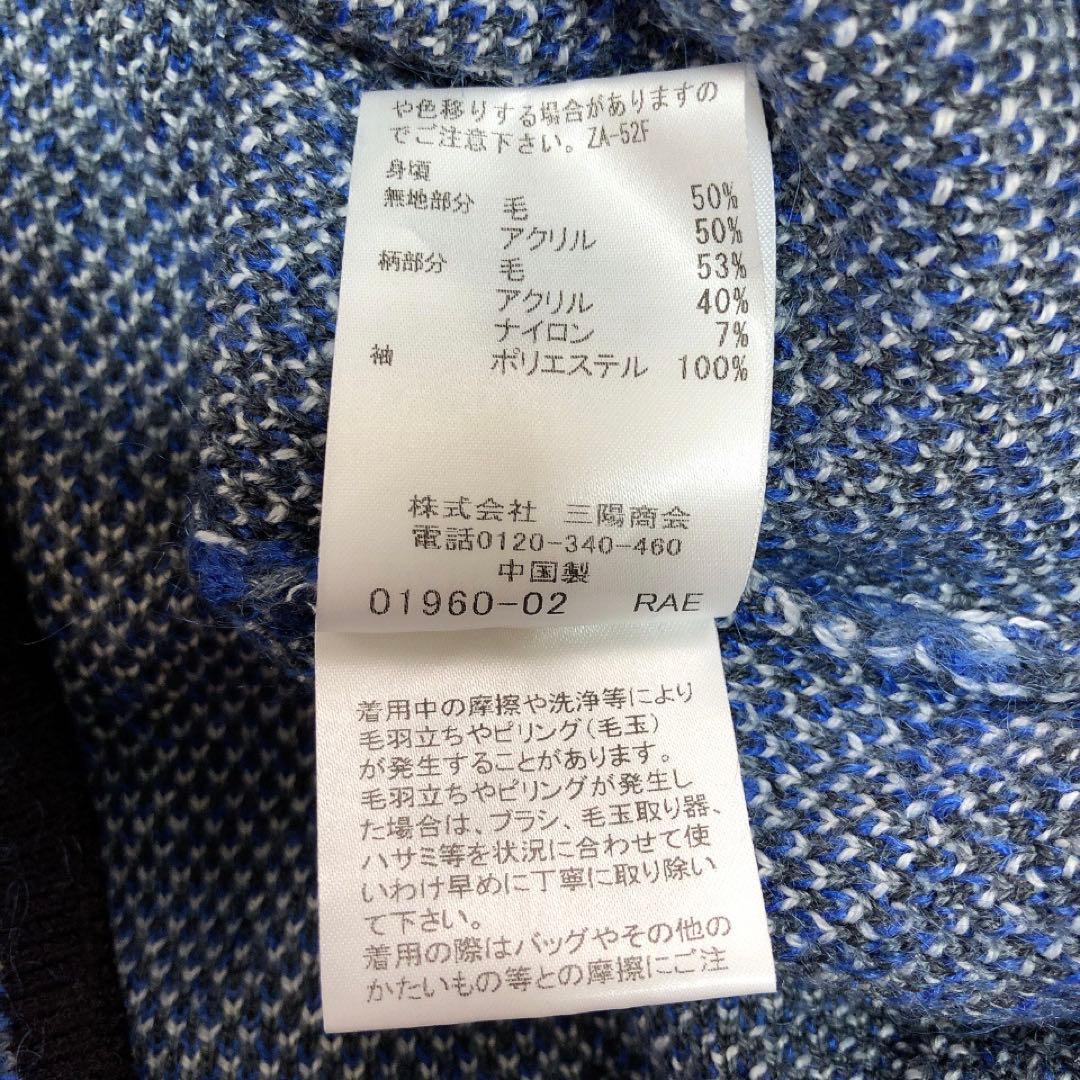 や色移りする場合がありますの
でご注意下さい。ZA-52F
身頃
無地部分 毛 50%
アクリル 50%
柄部分 毛 53%
アクリル 40%
ナイロン 7%
袖 ポリエステル 100%
株式会社 三陽商会
電話0120-340-460
中国製
01960-02 RAE
着用中の摩擦や洗浄等により
毛羽立ちやピリング(毛玉)
が発生することがあります。
毛羽立ちやピリングが発生し
た場合は、ブラシ、毛玉取り器、
ハサミ等を状況に合わせて使
いわけ早めに丁寧に取り除い
て下さい。
着用の際はバッグやその他の
かたいもの等との摩擦にご注